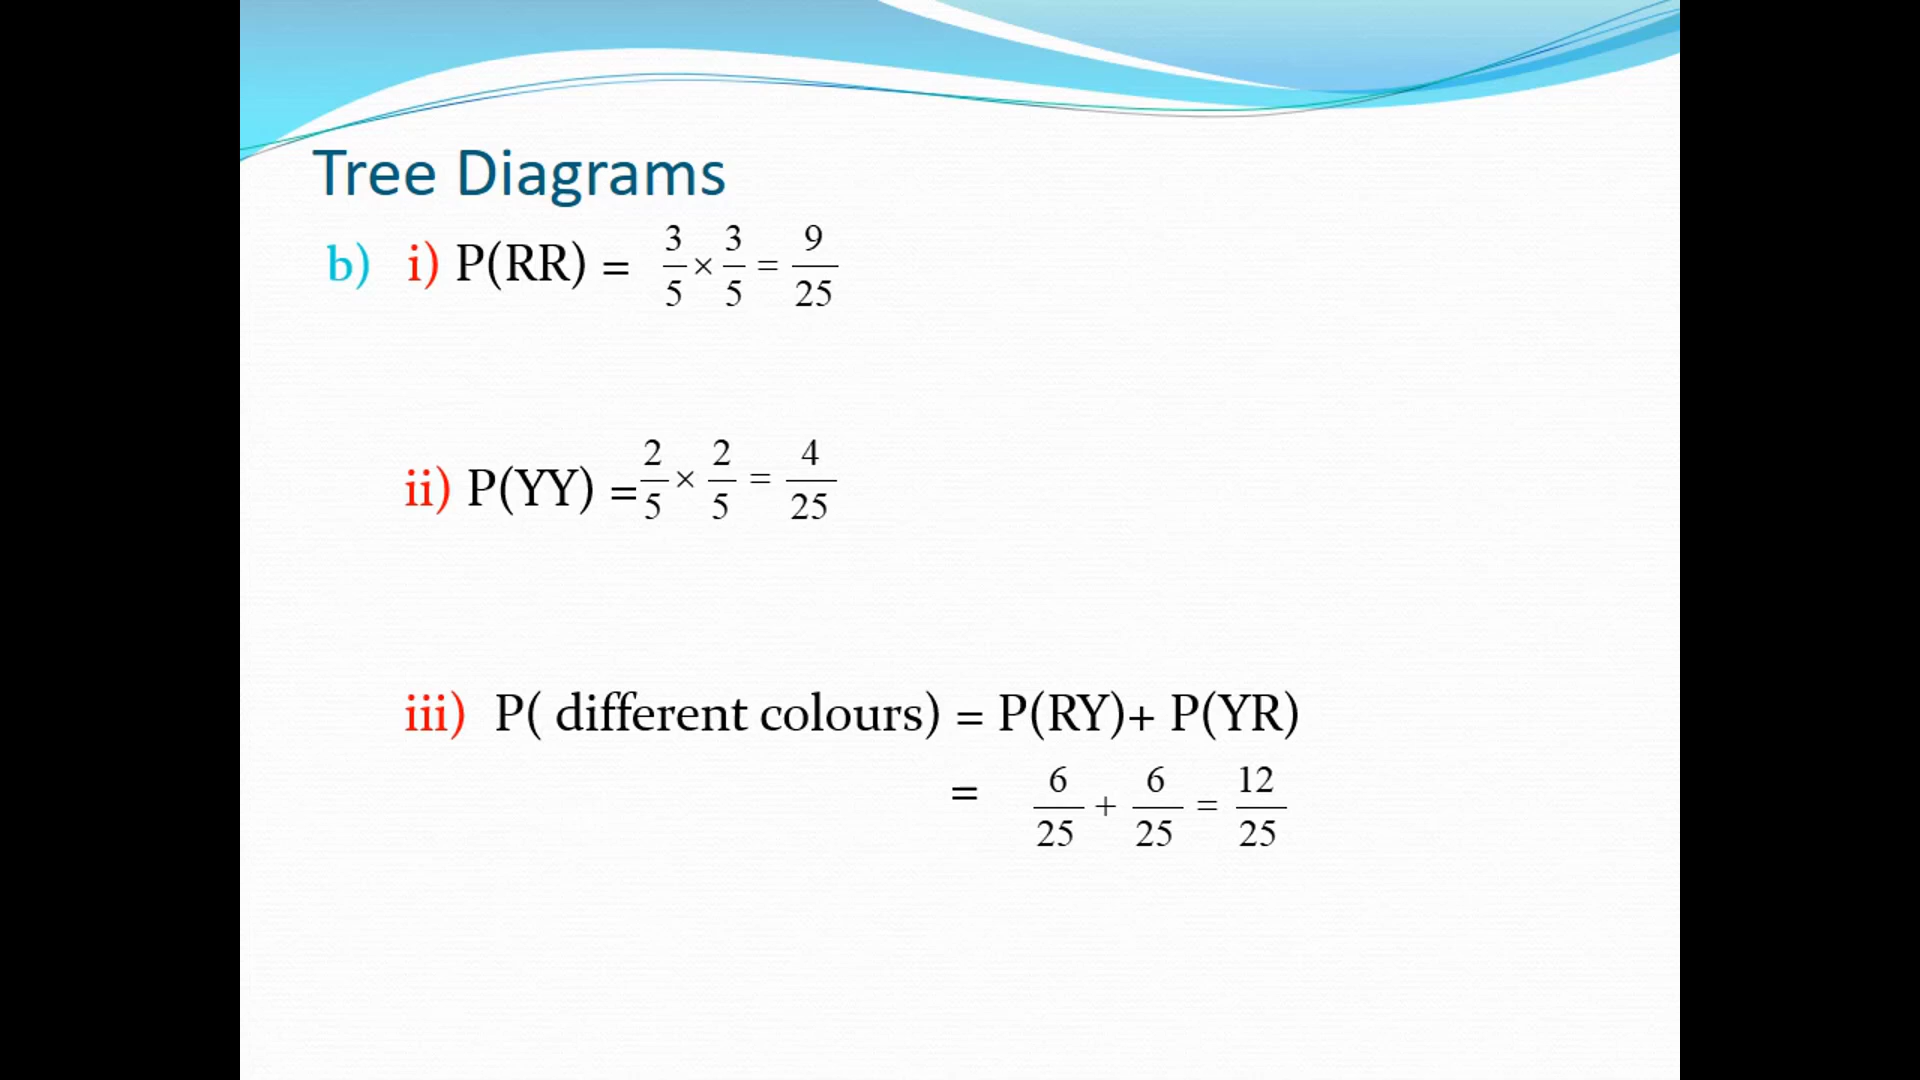 Tree Diagrams
b) i) P(RR) = 3/5 × 3/5 = 9/25
ii) P(YY) = 2/5 × 2/5 = 4/25
iii) P( different colours) = P(RY)+ P(YR)
= 6/25 + 6/25 = 12/25